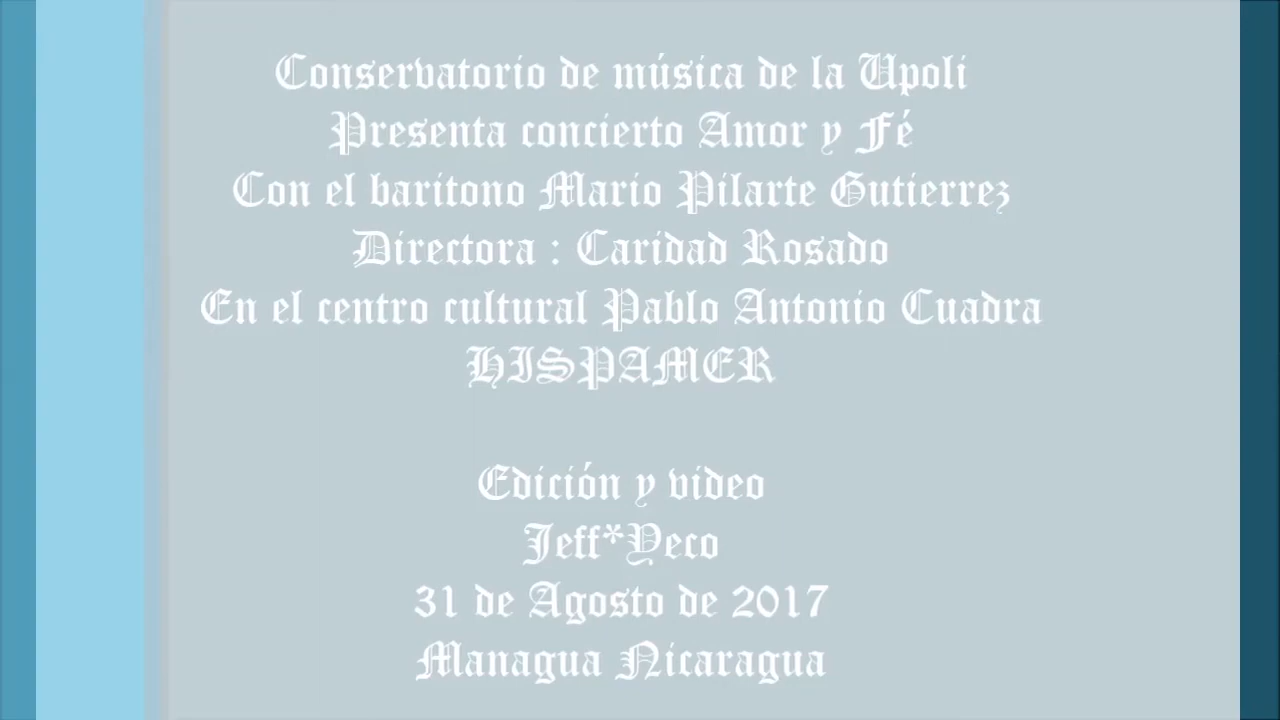 Conservatorio de música de la Upoli
Presenta concierto Amor y Fé
Con el baritono Mario Pilarte Gutierrez
Directora : Caridad Rosado
En el centro cultural Pablo Antonio Cuadra
HISPAMER
Edición y video
Jeff*Yeco
31 de Agosto de 2017
Managua Nicaragua